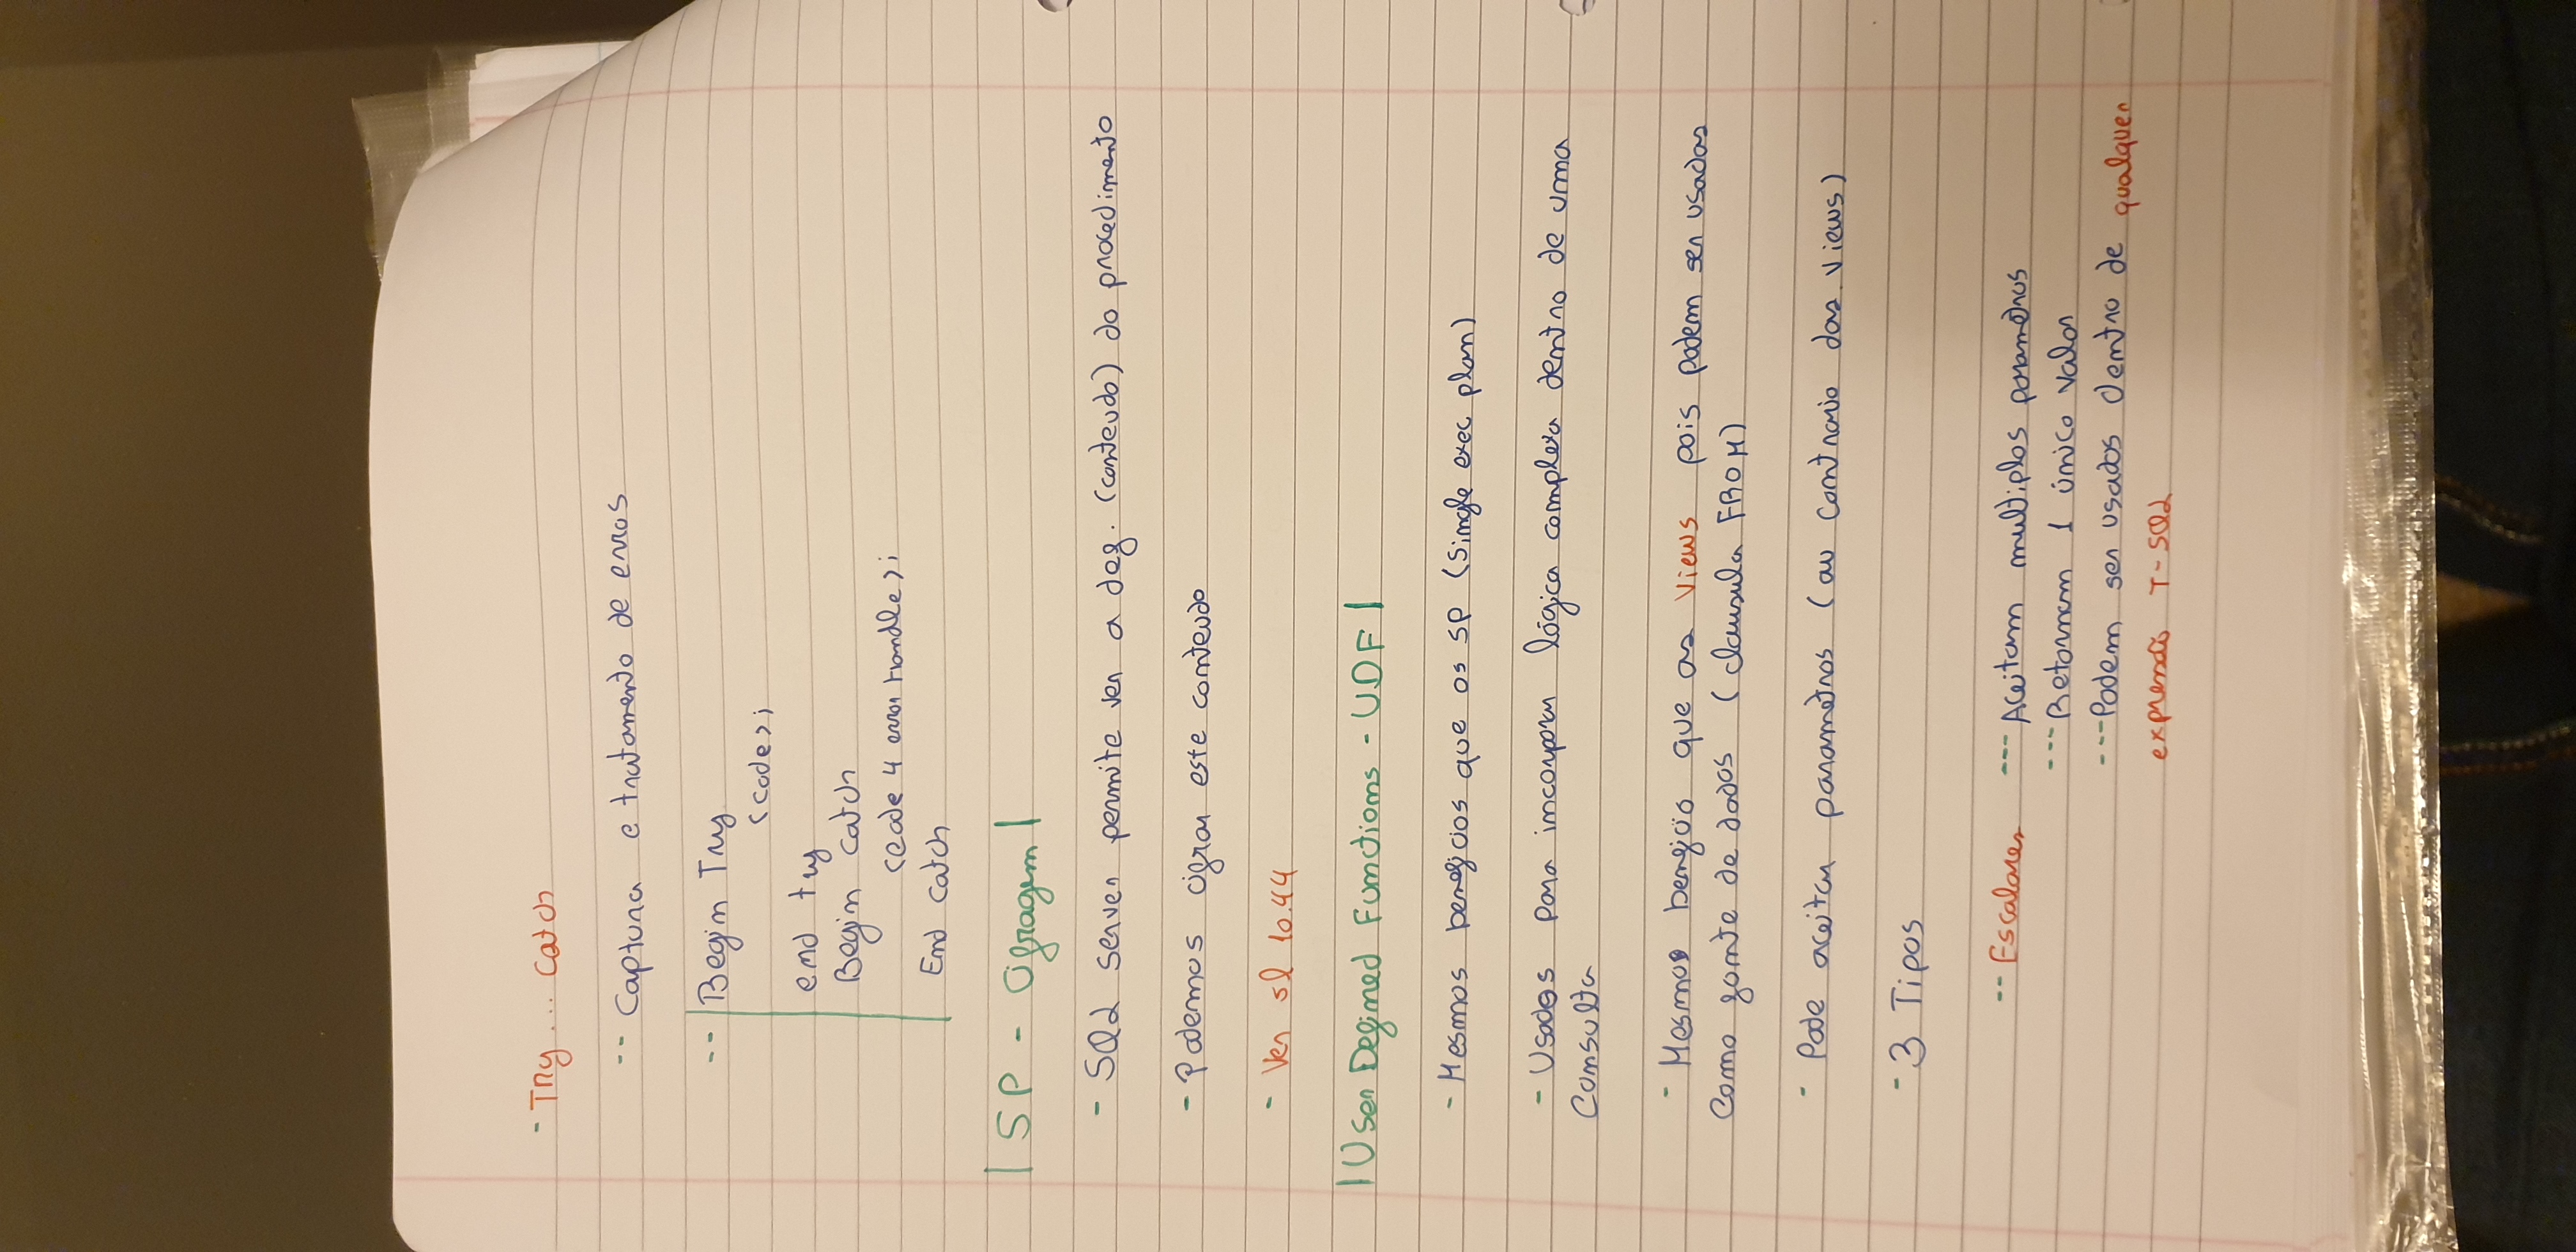 - Try ... Catch
-- Captura e tratamento de erros
-- Begin Try
<code>;
end try
Begin catch
<code 4 error Handle>;
End catch
| SP - Cifragem |
- SQL server permite ver a def. (conteudo) do procedimento
- Podemos cifrar este conteudo
- Ver sl 10.44
| User Defined Functions - UDF |
- Mesmos beneficios que os SP (Single exec plan)
- Usados para incorporar lógica complexa dentro de uma
Consulta
- Mesmos beneficio que as views pois podem ser usadas
Como fonte de dados (clausula FROM)
- Pode aceitar parametros (ao contrario das views)
- 3 Tipos
-- Escalares --- Aceitam multiplos parametros
--- Retornam 1 único valor
--- Podem ser usados dentro de qualquer
expressão T-SQL